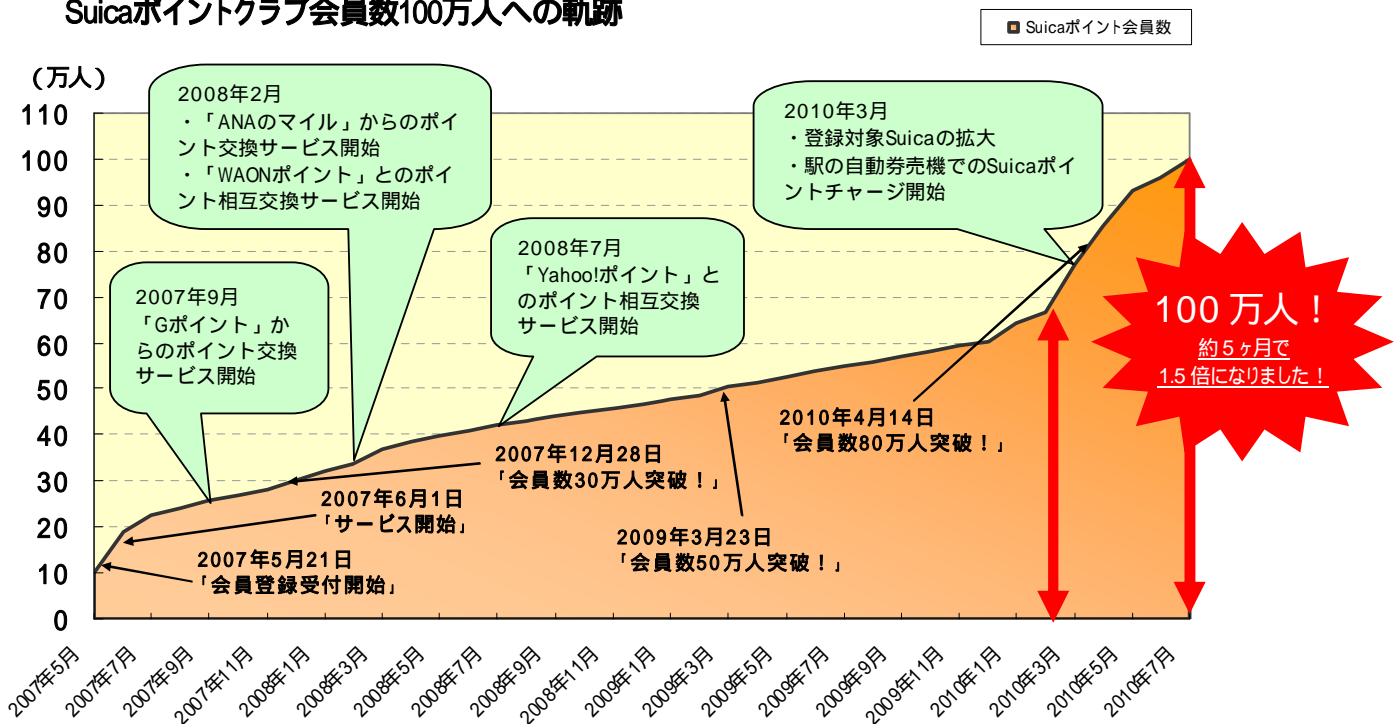 Suicaポイントクラブ会員数100万人への軌跡
Suicaポイント会員数
（万人）
110
100
90
80
70
60
50
40
30
20
10
0
2008年2月
・「ANAのマイル」からのポイ
ント交換サービス開始
・「WAONポイント」とのポイ
ント相互交換サービス開始
2010年3月
・登録対象Suicaの拡大
・駅の自動券売機でのSuicaポイ
ントチャージ開始
2008年7月
「Yahoo!ポイント」と
のポイント相互交換
サービス開始
2007年9月
「Gポイント」か
らのポイント交換
サービス開始
100 万人！
約５ヶ月で
1.5 倍になりました！
2010年4月14日
「会員数80万人突破！」
2007年12月28日
「会員数30万人突破！」
2007年6月1日
「サービス開始」
2009年3月23日
「会員数50万人突破！」
2007年5月21日
「会員登録受付開始」
2007年5月
2007年7月
2007年9月
2007年11月
2008年1月
2008年3月
2008年5月
2008年7月
2008年9月
2008年11月
2009年1月
2009年3月
2009年5月
2009年7月
2009年9月
2009年11月
2010年1月
2010年3月
2010年5月
2010年7月